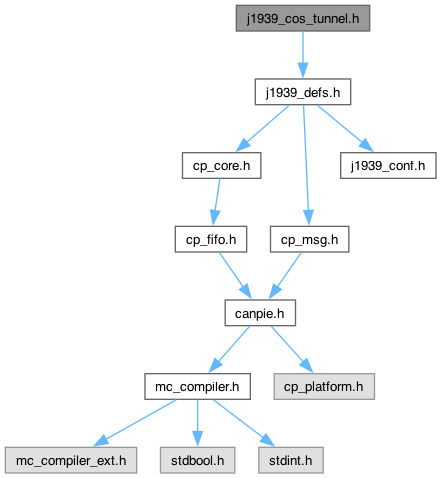 j1939_cos_tunnel.h
j1939_defs.h
cp_core.h
j1939_conf.h
cp_fifo.h
cp_msg.h
canpie.h
mc_compiler.h
cp_platform.h
mc_compiler_ext.h
stdbool.h
stdint.h